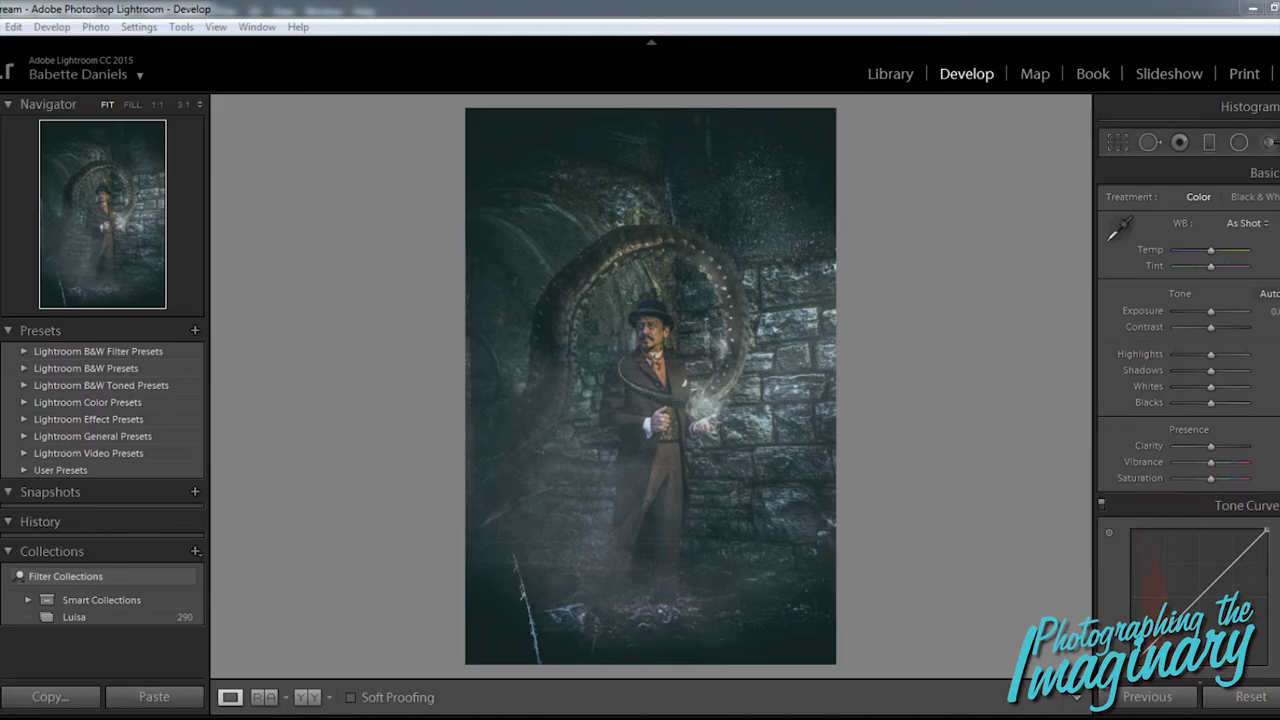 ream - Adobe Photoshop Lightroom - Develop
Edit Develop Photo Settings Tools View Window Help
Adobe Lightroom CC 2015
Babette Daniels
Library | Develop | Map | Book | Slideshow | Print
Navigator FIT FILL 1:1 3:1
Presets
Lightroom B&W Filter Presets
Lightroom B&W Presets
Lightroom B&W Toned Presets
Lightroom Color Presets
Lightroom Effect Presets
Lightroom General Presets
Lightroom Video Presets
User Presets
Snapshots
History
Collections
Filter Collections
Smart Collections
Luisa 290
Copy... Paste
R A Y Y Soft Proofing
Histogram
Basic
Treatment : Color Black & Wh
WB : As Shot
Temp
Tint
Tone Auto
Exposure 0.
Contrast
Highlights
Shadows
Whites
Blacks
Presence
Clarity
Vibrance
Saturation
Tone Curve
Photographing the
Imaginary
Previous Reset